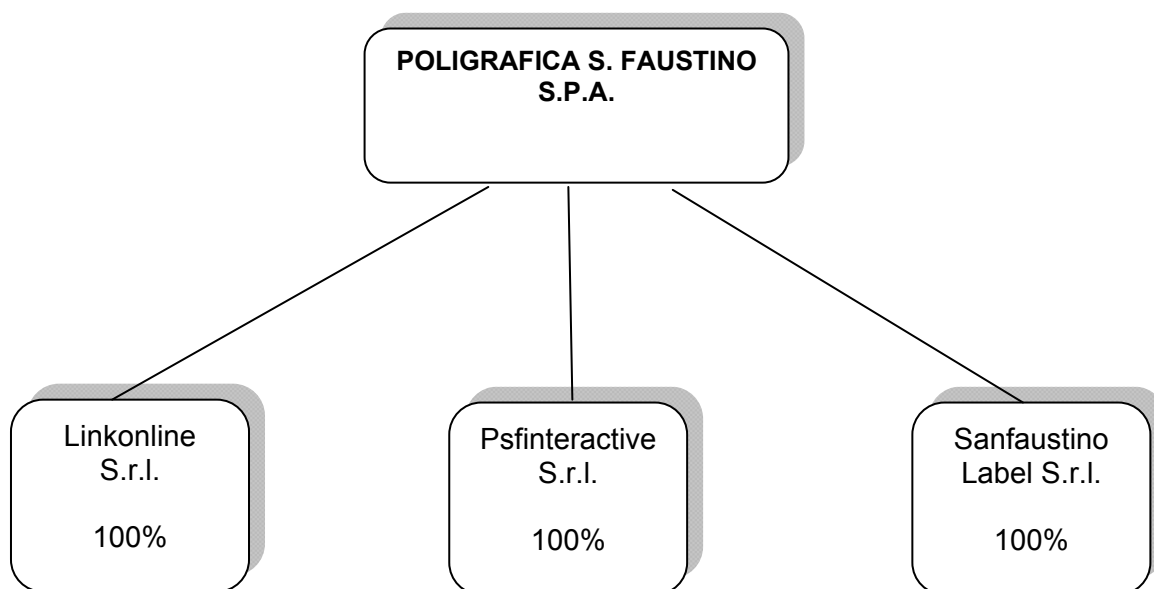 POLIGRAFICA S. FAUSTINO
S.P.A.
Linkonline
S.r.l.
100%
Psfinteractive
S.r.l.
100%
Sanfaustino
Label S.r.l.
100%